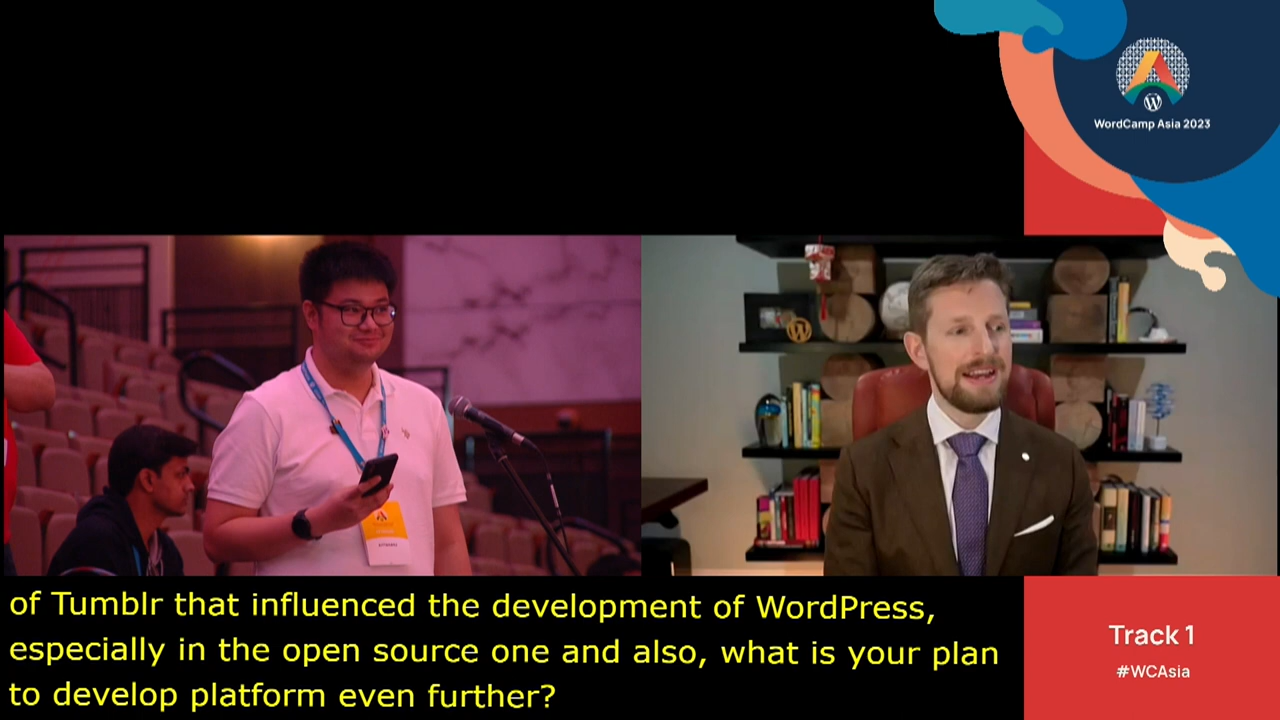 WordCamp Asia 2023
of Tumblr that influenced the development of WordPress,
especially in the open source one and also, what is your plan
to develop platform even further?
Track 1
#WCAsia